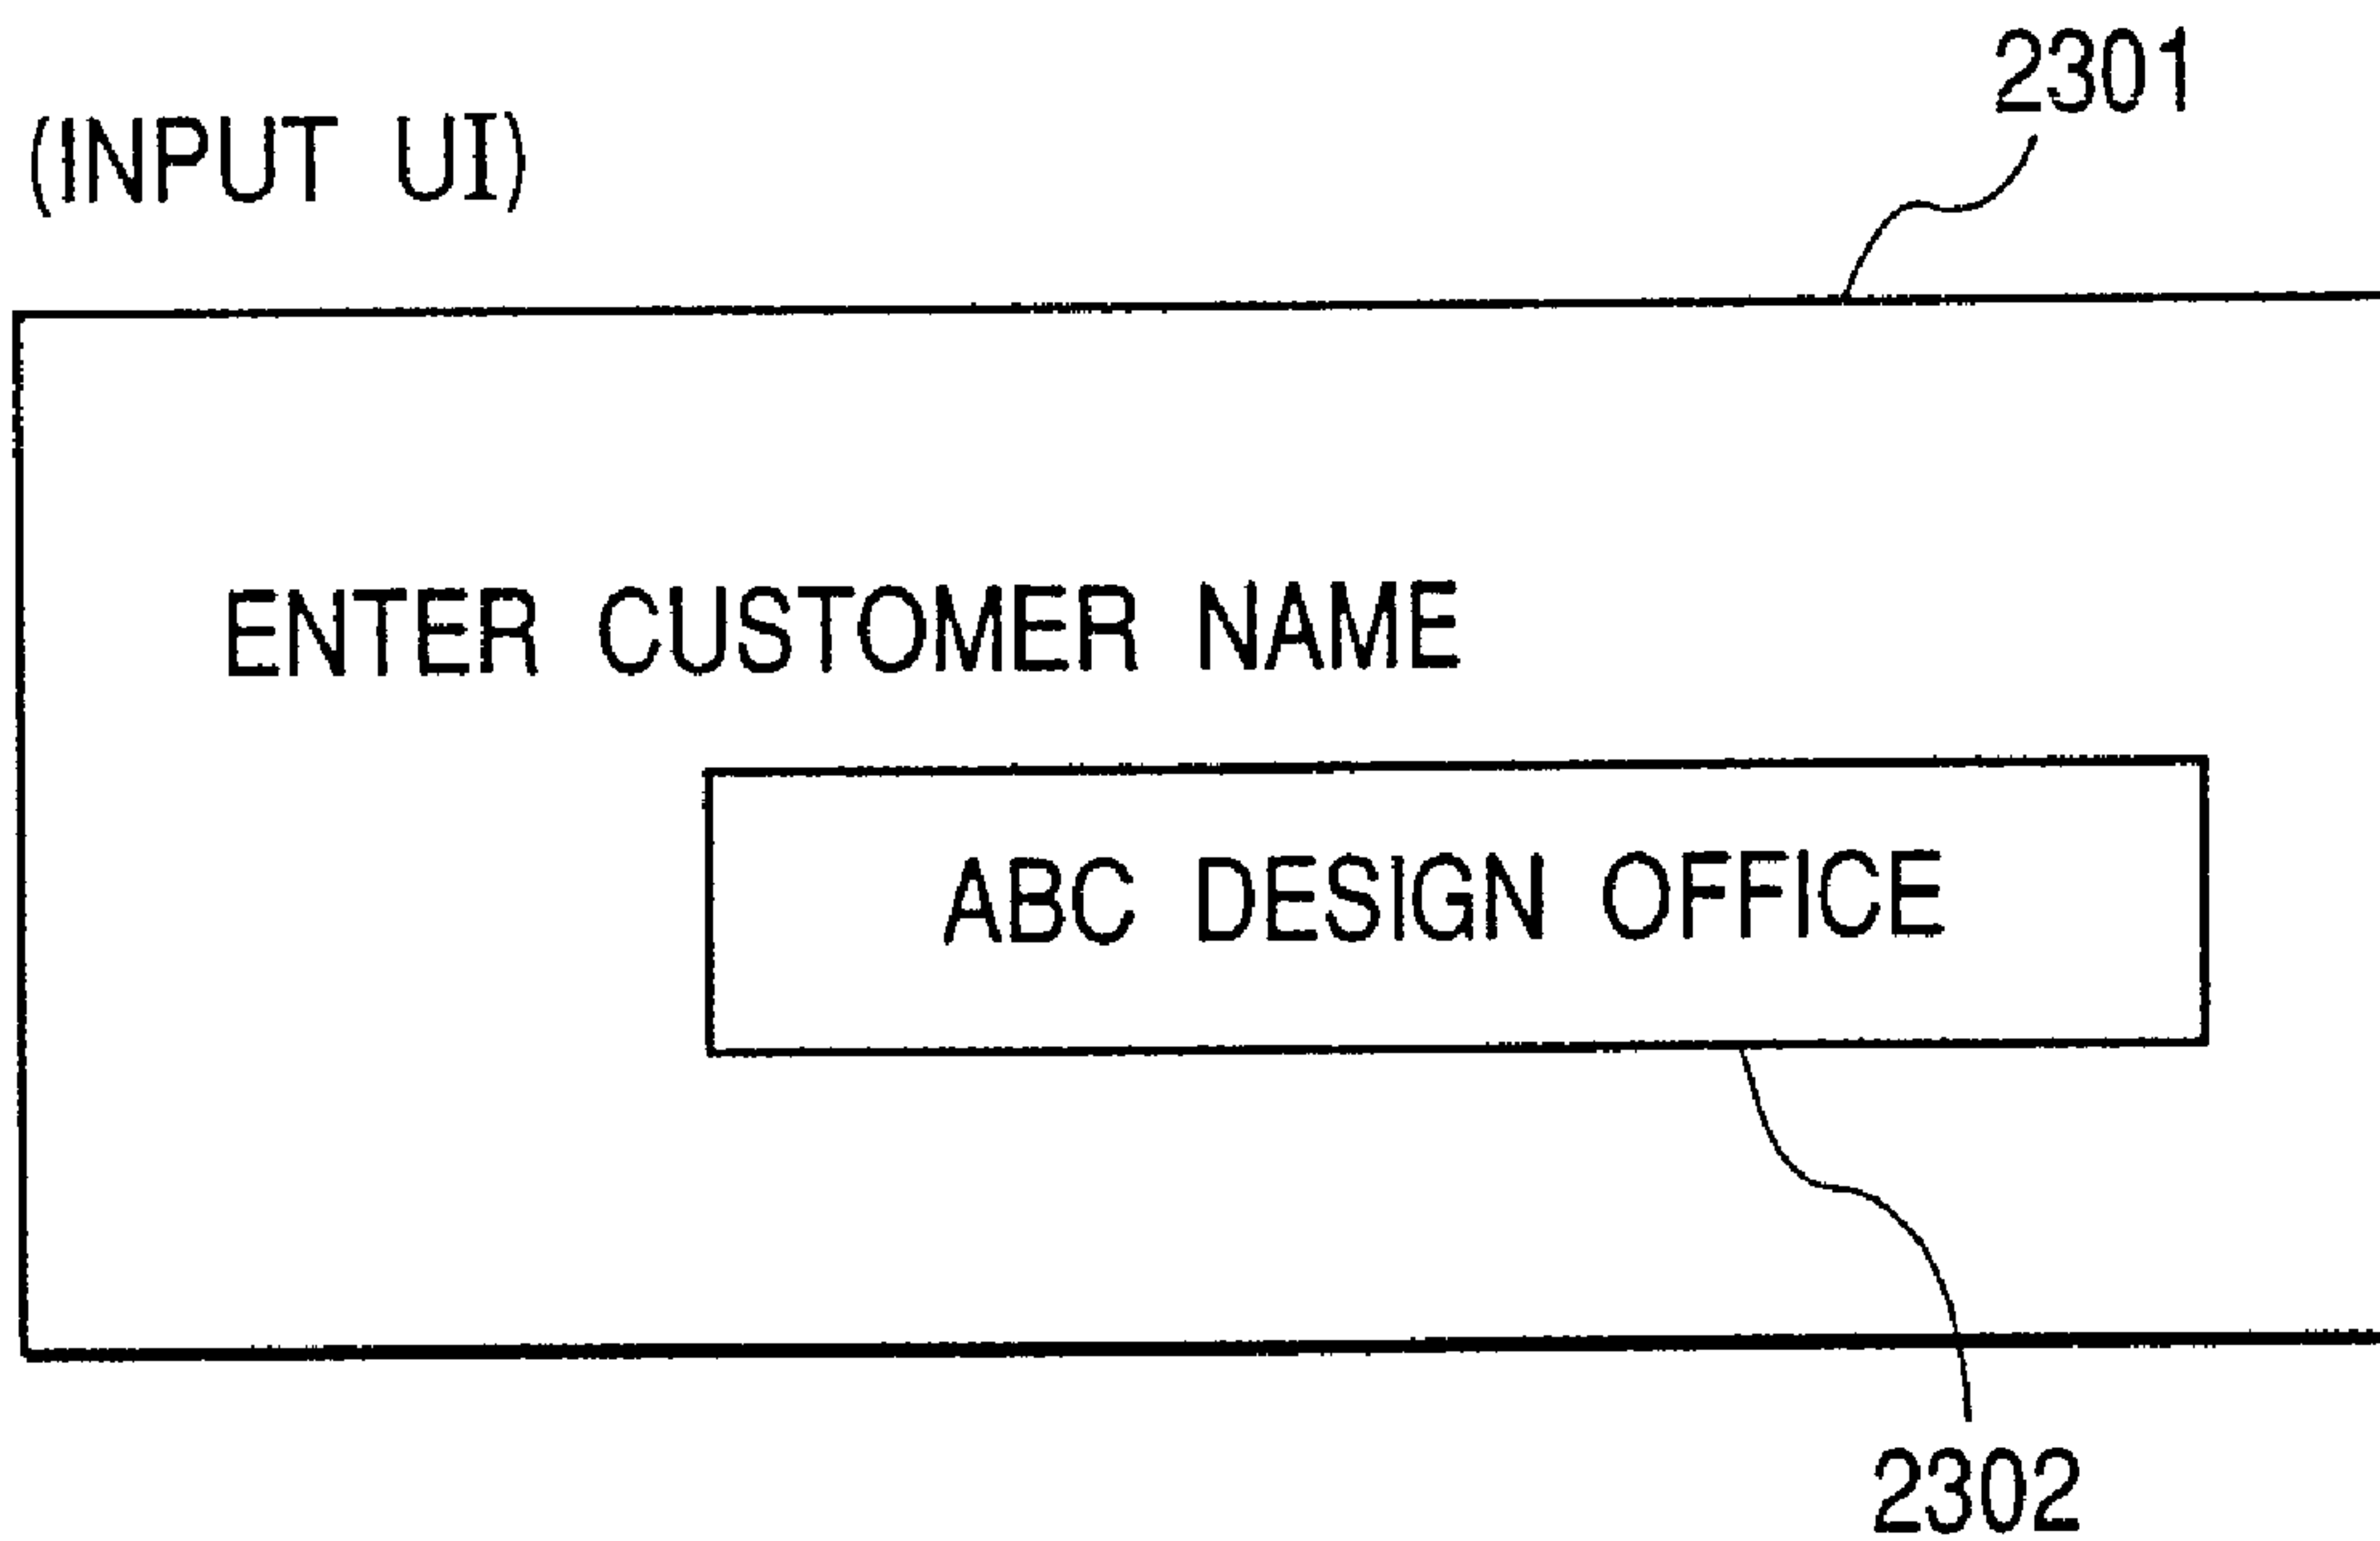 2301
(INPUT UI)
ENTER CUSTOMER NAME
ABC DESIGN OFFICE
2302